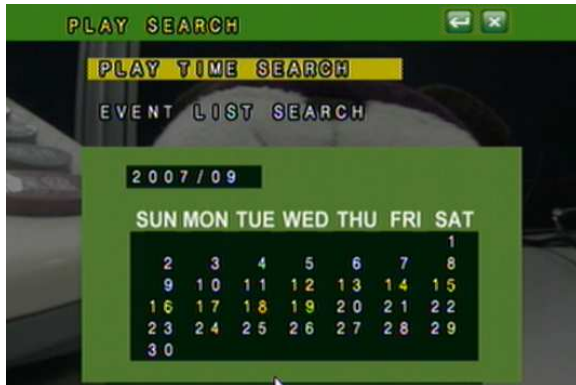 PLAY SEARCH
PLAY TIME SEARCH
EVENT LIST SEARCH
2007/09
SUN MON TUE WED THU FRI SAT
1
2 3 4 5 6 7 8
9 10 11 12 13 14 15
16 17 18 19 20 21 22
23 24 25 26 27 28 29
30